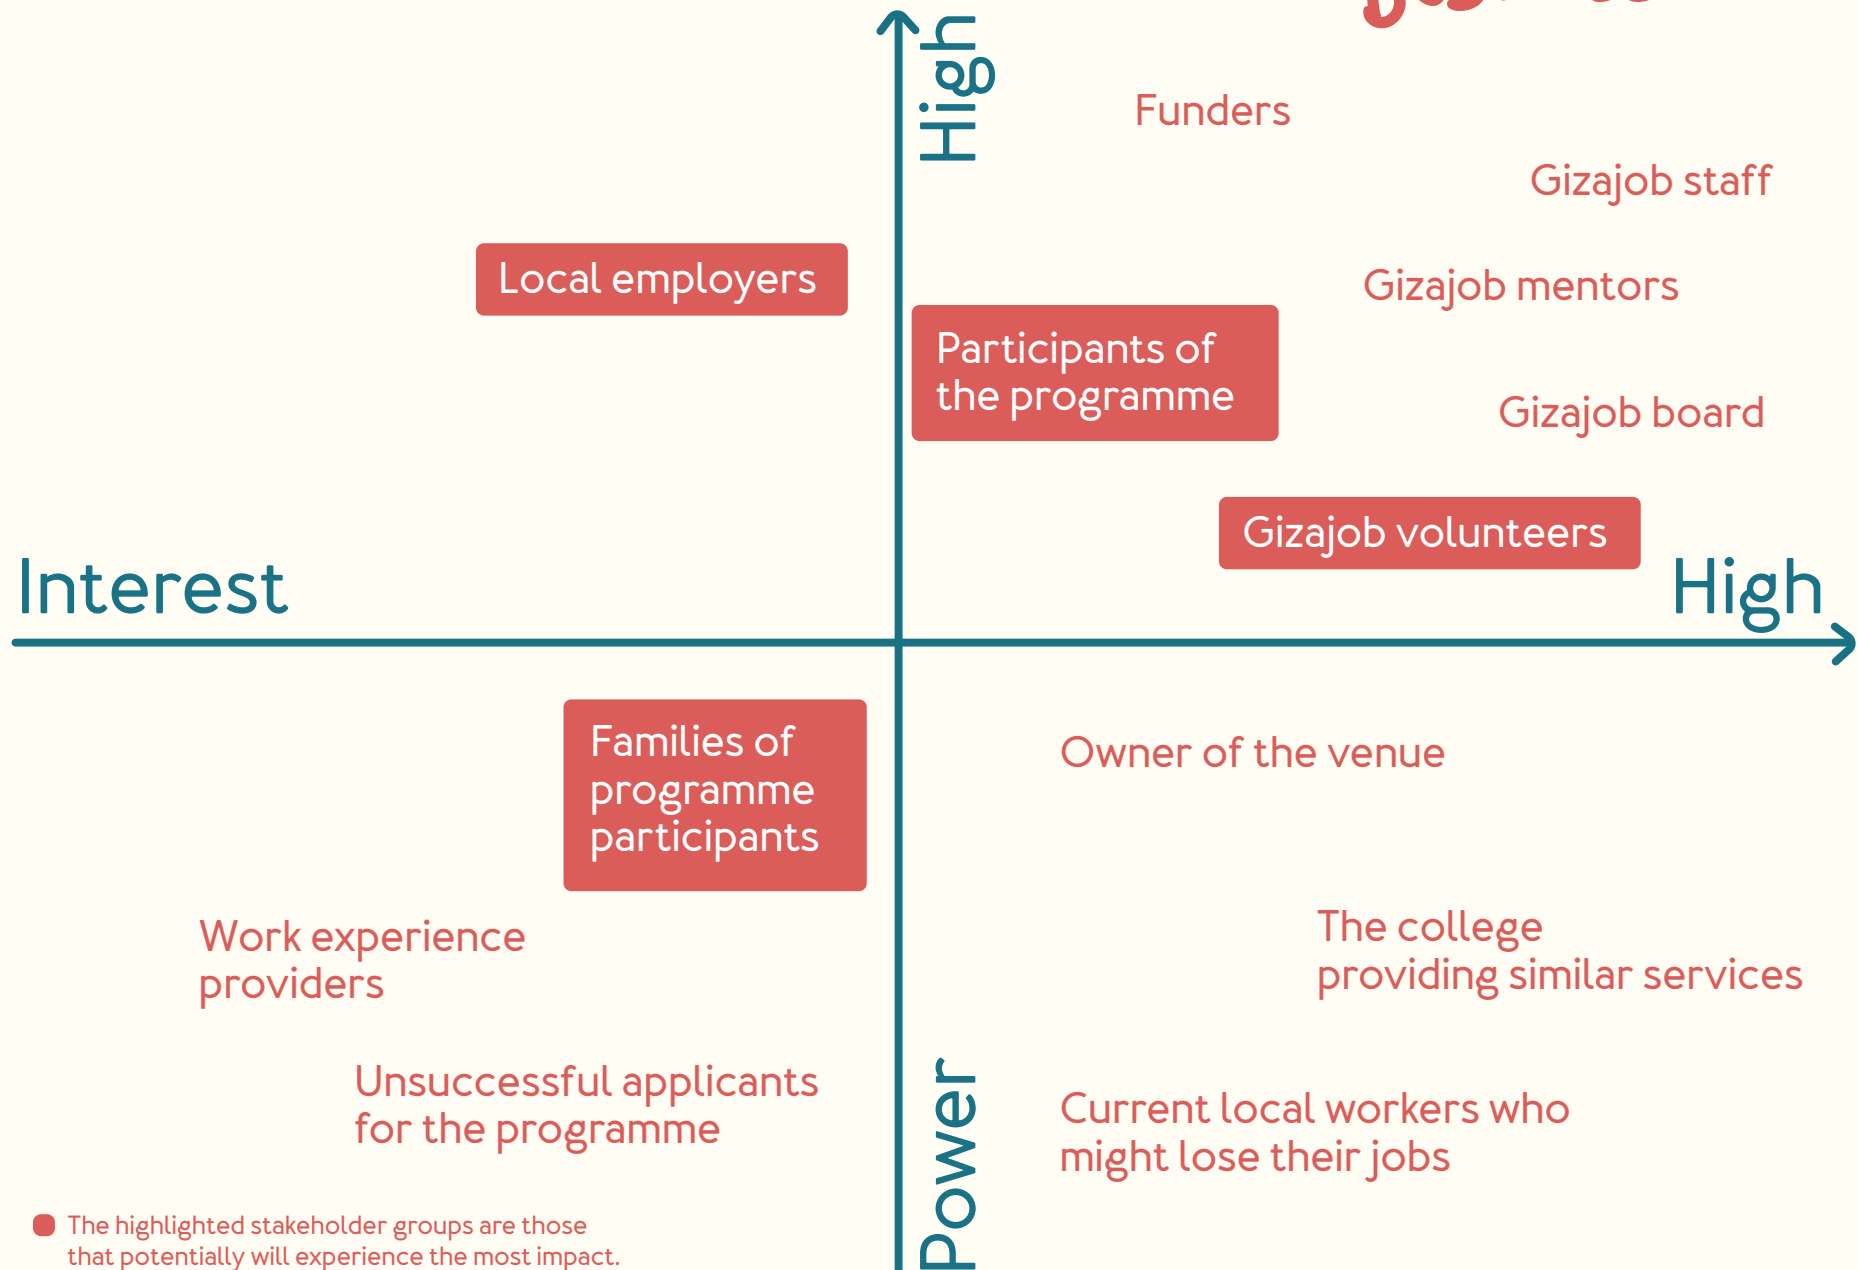 High
Funders
Gizajob staff
Local employers
Gizajob mentors
Participants of
the programme
Gizajob board
Gizajob volunteers
Interest
High
Families of
programme
participants
Owner of the venue
Work experience
providers
The college
providing similar services
Unsuccessful applicants
for the programme
Power
Current local workers who
might lose their jobs
The highlighted stakeholder groups are those
that potentially will experience the most impact.